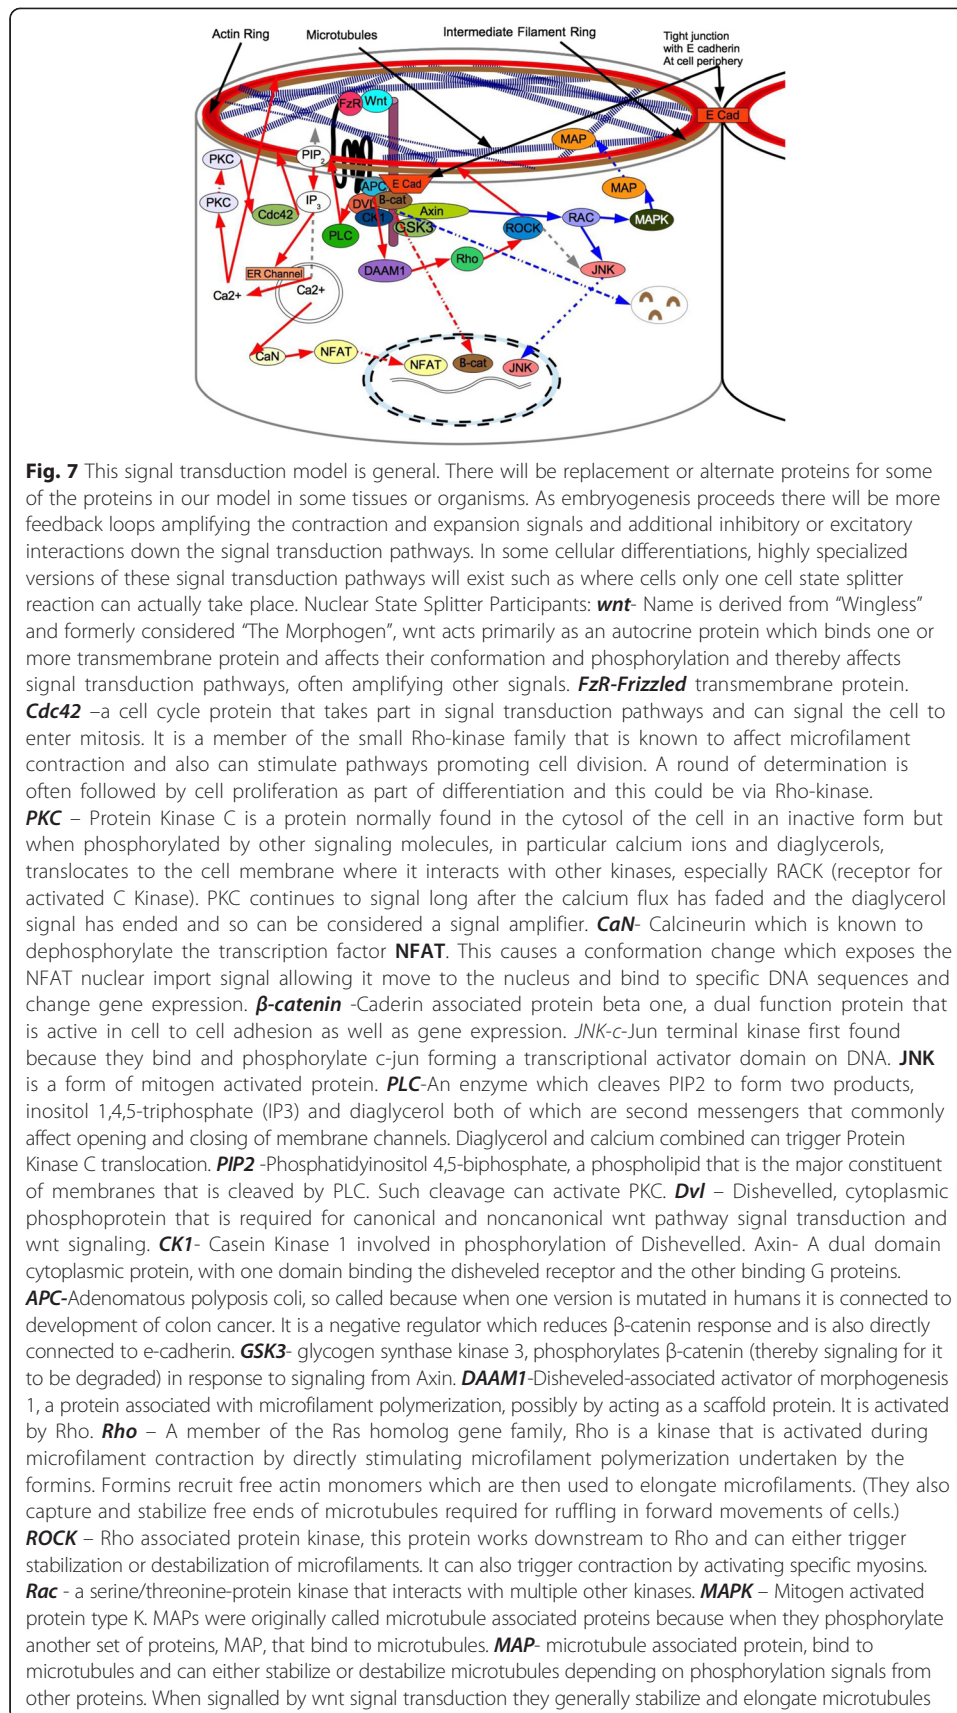 Actin Ring
Microtubules
Intermediate Filament Ring
Tight junction
with E cadherin
At cell periphery
FzR
Wnt
E Cad
MAP
PKC
PIP2
MAP
APC
E Cad
PKC
IP3
DVL
B-cat
Axin
Cdc42
CK1
GSK3
ROCK
RAC
MAPK
PLC
Rho
ER Channel
DAAM1
JNK
Ca2+
Ca2+
CaN
NFAT
NFAT
B-cat
JNK
Fig. 7 This signal transduction model is general. There will be replacement or alternate proteins for some
of the proteins in our model in some tissues or organisms. As embryogenesis proceeds there will be more
feedback loops amplifying the contraction and expansion signals and additional inhibitory or excitatory
interactions down the signal transduction pathways. In some cellular differentiations, highly specialized
versions of these signal transduction pathways will exist such as where cells only one cell state splitter
reaction can actually take place. Nuclear State Splitter Participants: wnt- Name is derived from “Wingless”
and formerly considered “The Morphogen”, wnt acts primarily as an autocrine protein which binds one or
more transmembrane protein and affects their conformation and phosphorylation and thereby affects
signal transduction pathways, often amplifying other signals. FzR-Frizzled transmembrane protein.
Cdc42 –a cell cycle protein that takes part in signal transduction pathways and can signal the cell to
enter mitosis. It is a member of the small Rho-kinase family that is known to affect microfilament
contraction and also can stimulate pathways promoting cell division. A round of determination is
often followed by cell proliferation as part of differentiation and this could be via Rho-kinase.
PKC – Protein Kinase C is a protein normally found in the cytosol of the cell in an inactive form but
when phosphorylated by other signaling molecules, in particular calcium ions and diaglycerols,
translocates to the cell membrane where it interacts with other kinases, especially RACK (receptor for
activated C Kinase). PKC continues to signal long after the calcium flux has faded and the diaglycerol
signal has ended and so can be considered a signal amplifier. CaN- Calcineurin which is known to
dephosphorylate the transcription factor NFAT. This causes a conformation change which exposes the
NFAT nuclear import signal allowing it move to the nucleus and bind to specific DNA sequences and
change gene expression. β-catenin -Caderin associated protein beta one, a dual function protein that
is active in cell to cell adhesion as well as gene expression. JNK-c-Jun terminal kinase first found
because they bind and phosphorylate c-jun forming a transcriptional activator domain on DNA. JNK
is a form of mitogen activated protein. PLC-An enzyme which cleaves PIP2 to form two products,
inositol 1,4,5-triphosphate (IP3) and diaglycerol both of which are second messengers that commonly
affect opening and closing of membrane channels. Diaglycerol and calcium combined can trigger Protein
Kinase C translocation. PIP2 -Phosphatidyinositol 4,5-biphosphate, a phospholipid that is the major constituent
of membranes that is cleaved by PLC. Such cleavage can activate PKC. Dvl – Dishevelled, cytoplasmic
phosphoprotein that is required for canonical and noncanonical wnt pathway signal transduction and
wnt signaling. CK1- Casein Kinase 1 involved in phosphorylation of Dishevelled. Axin- A dual domain
cytoplasmic protein, with one domain binding the disheveled receptor and the other binding G proteins.
APC-Adenomatous polyposis coli, so called because when one version is mutated in humans it is connected to
development of colon cancer. It is a negative regulator which reduces β-catenin response and is also directly
connected to e-cadherin. GSK3- glycogen synthase kinase 3, phosphorylates β-catenin (thereby signaling for it
to be degraded) in response to signaling from Axin. DAAM1-Disheveled-associated activator of morphogenesis
1, a protein associated with microfilament polymerization, possibly by acting as a scaffold protein. It is activated
by Rho. Rho – A member of the Ras homolog gene family, Rho is a kinase that is activated during
microfilament contraction by directly stimulating microfilament polymerization undertaken by the
formins. Formins recruit free actin monomers which are then used to elongate microfilaments. (They also
capture and stabilize free ends of microtubules required for ruffling in forward movements of cells.)
ROCK – Rho associated protein kinase, this protein works downstream to Rho and can either trigger
stabilization or destabilization of microfilaments. It can also trigger contraction by activating specific myosins.
Rac - a serine/threonine-protein kinase that interacts with multiple other kinases. MAPK – Mitogen activated
protein type K. MAPs were originally called microtubule associated proteins because when they phosphorylate
another set of proteins, MAP, that bind to microtubules. MAP- microtubule associated protein, bind to
microtubules and can either stabilize or destabilize microtubules depending on phosphorylation signals from
other proteins. When signalled by wnt signal transduction they generally stabilize and elongate microtubules